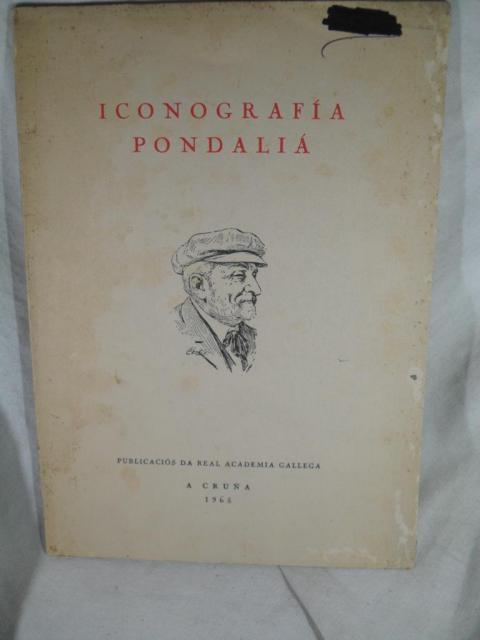 ICONOGRAFÍA
PONDALIÁ
PUBLICACIÓS DA REAL ACADEMIA GALLEGA
A CRUÑA